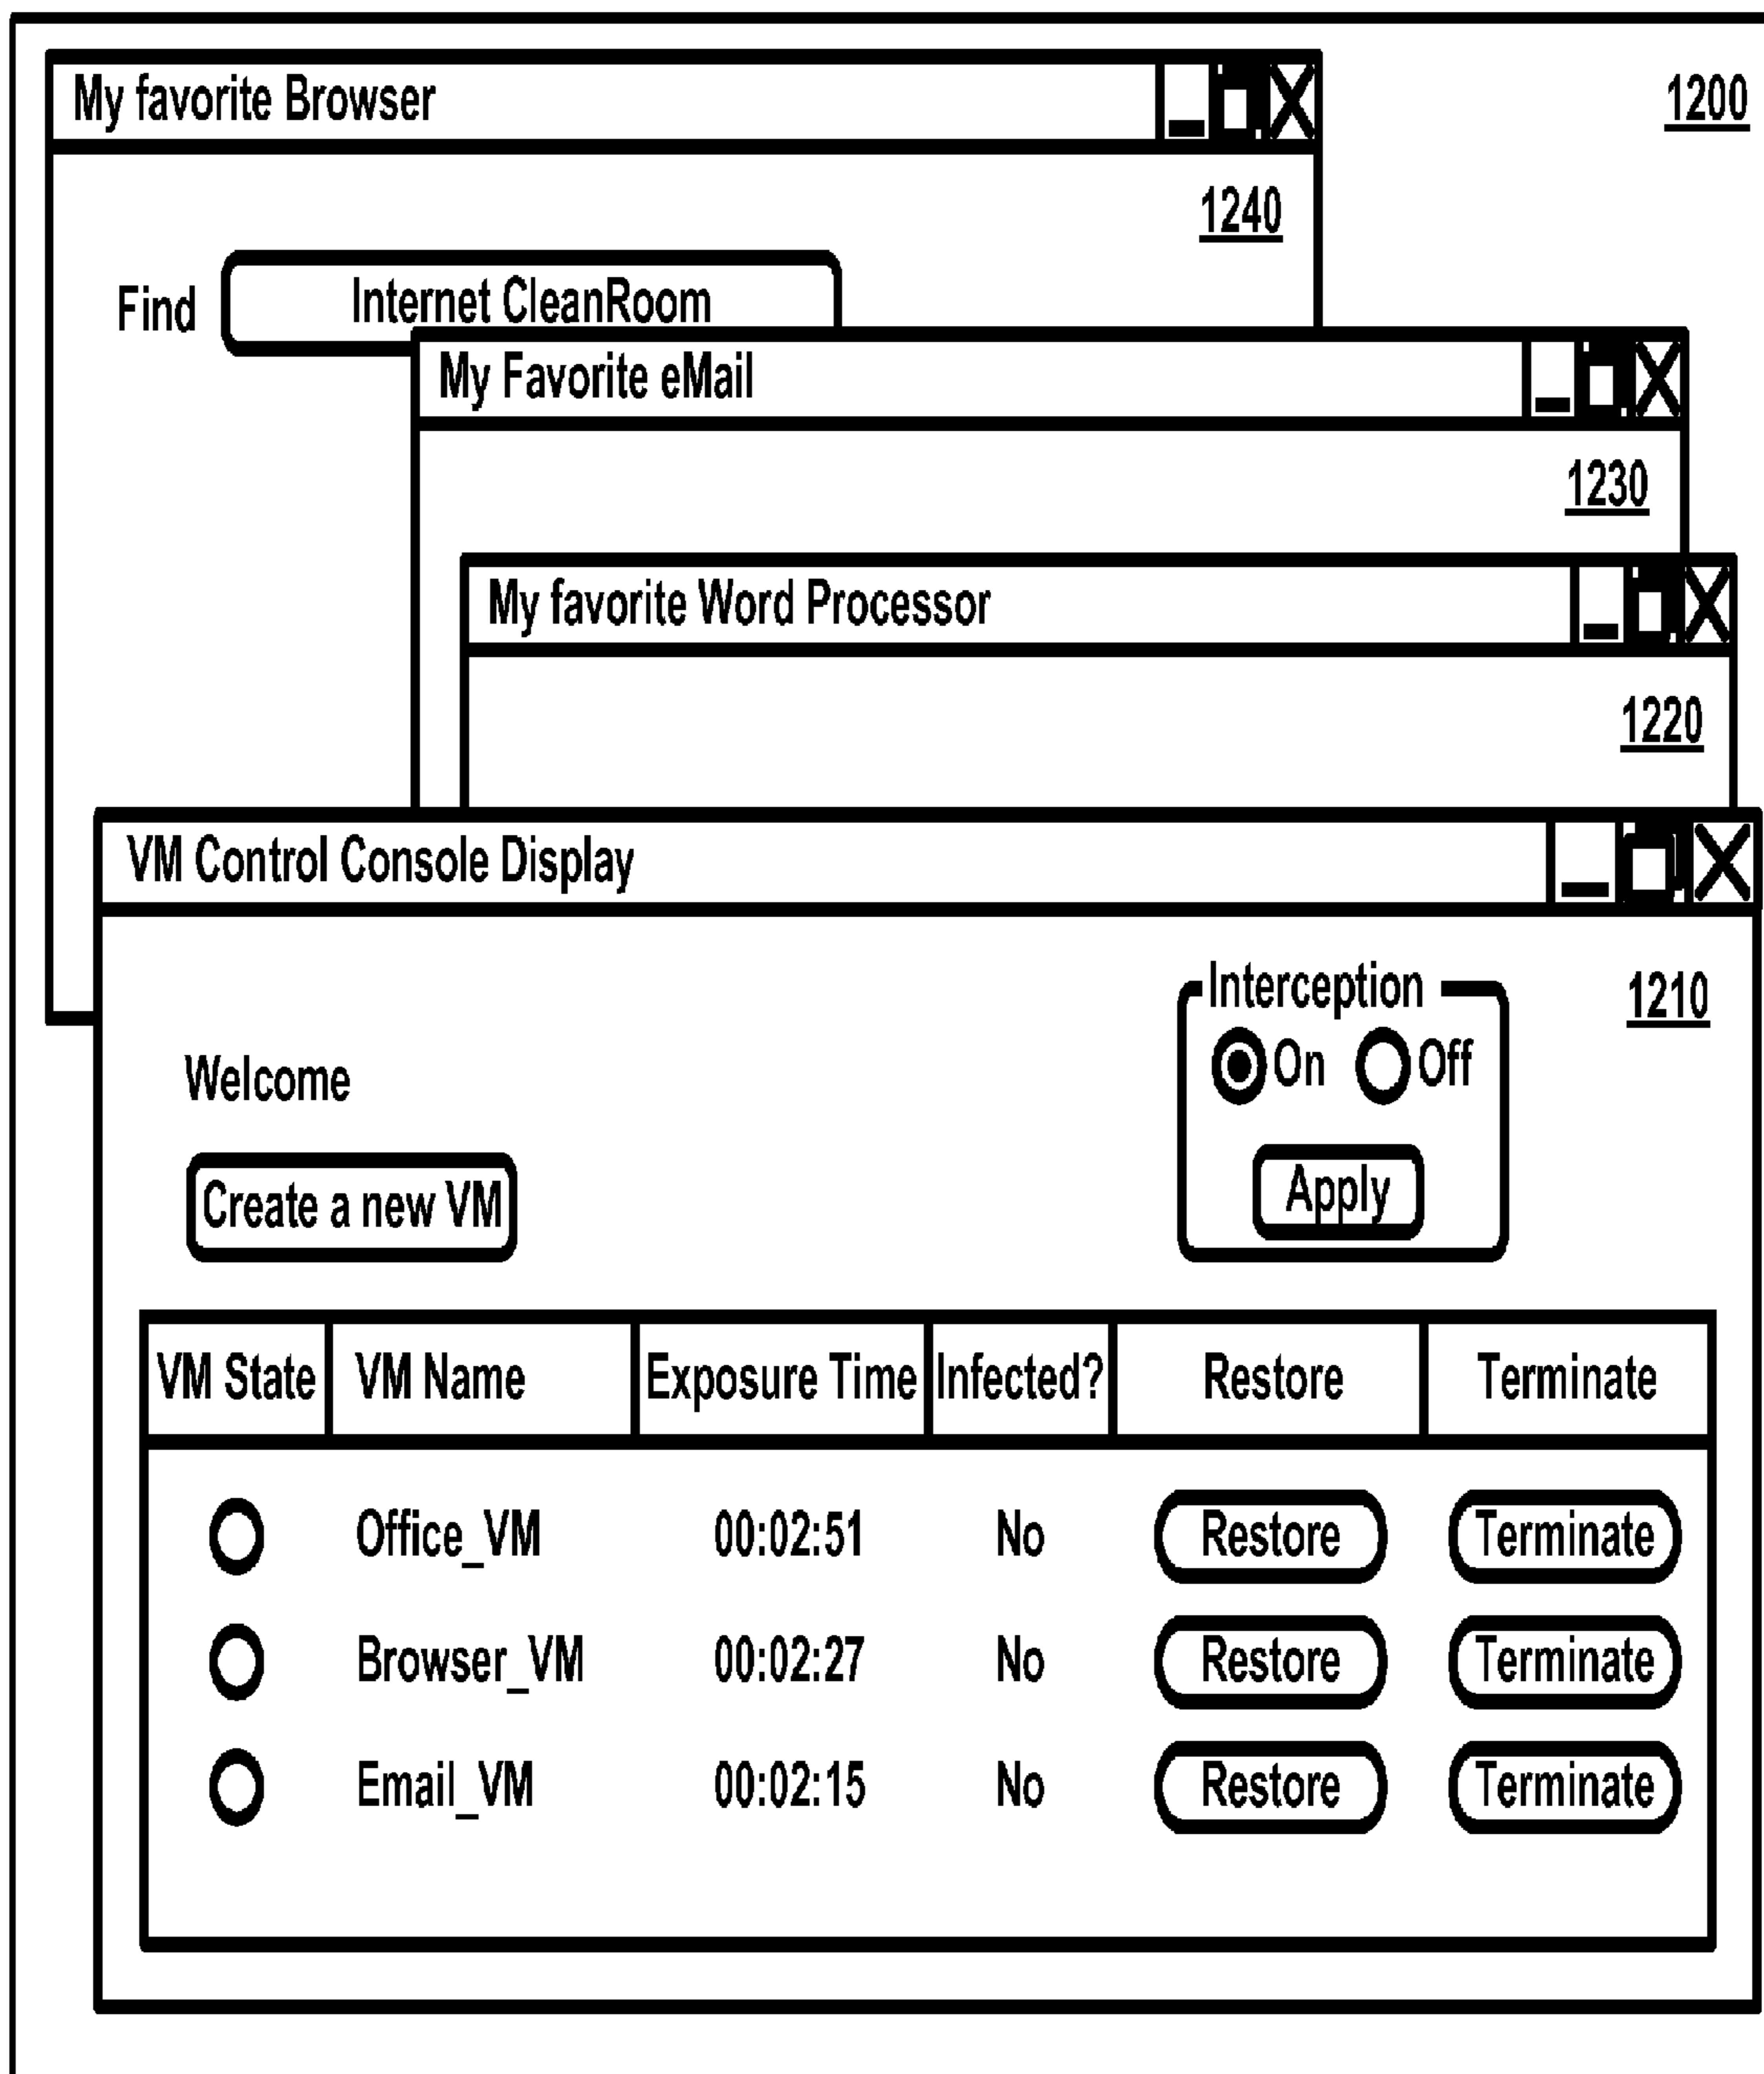 My favorite Browser
1200
1240
Find Internet CleanRoom
My Favorite eMail
1230
My favorite Word Processor
1220
VM Control Console Display
1210
Interception
On Off
Welcome
Apply
Create a new VM
VM State VM Name Exposure Time Infected? Restore Terminate
Office_VM 00:02:51 No Restore Terminate
Browser_VM 00:02:27 No Restore Terminate
Email_VM 00:02:15 No Restore Terminate